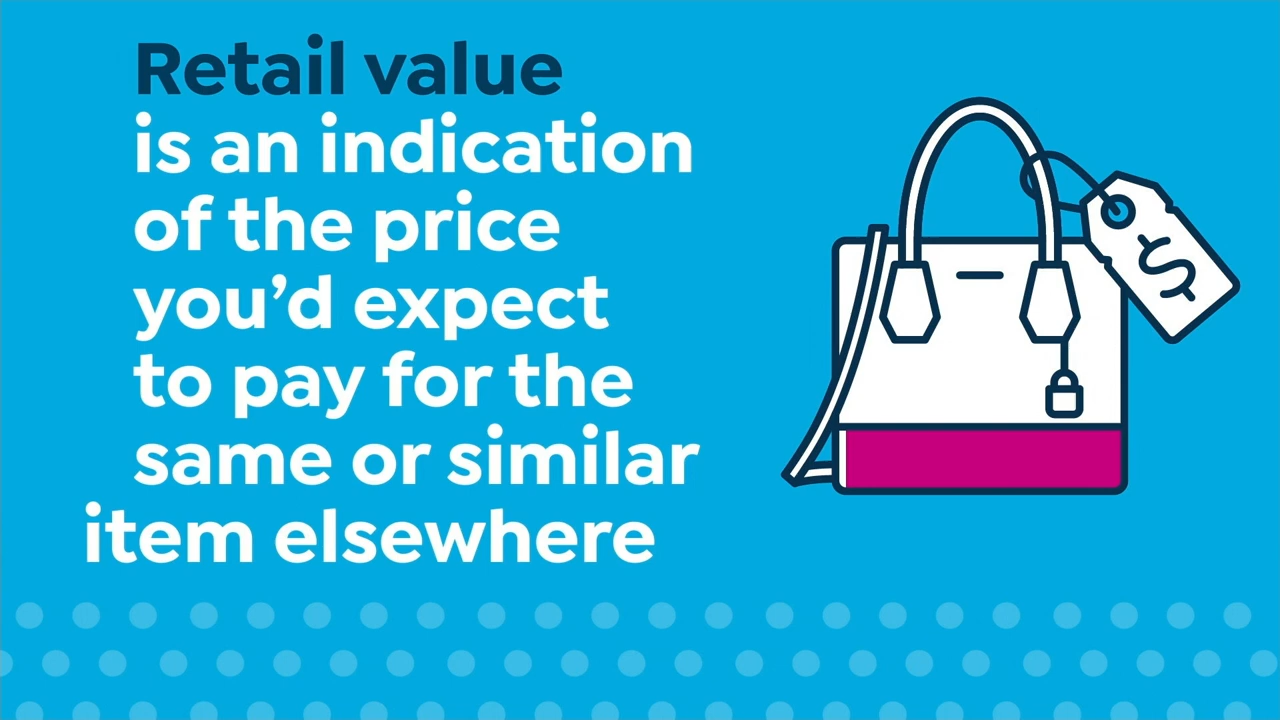 Retail value
is an indication
of the price
you’d expect
to pay for the
same or similar
item elsewhere
$